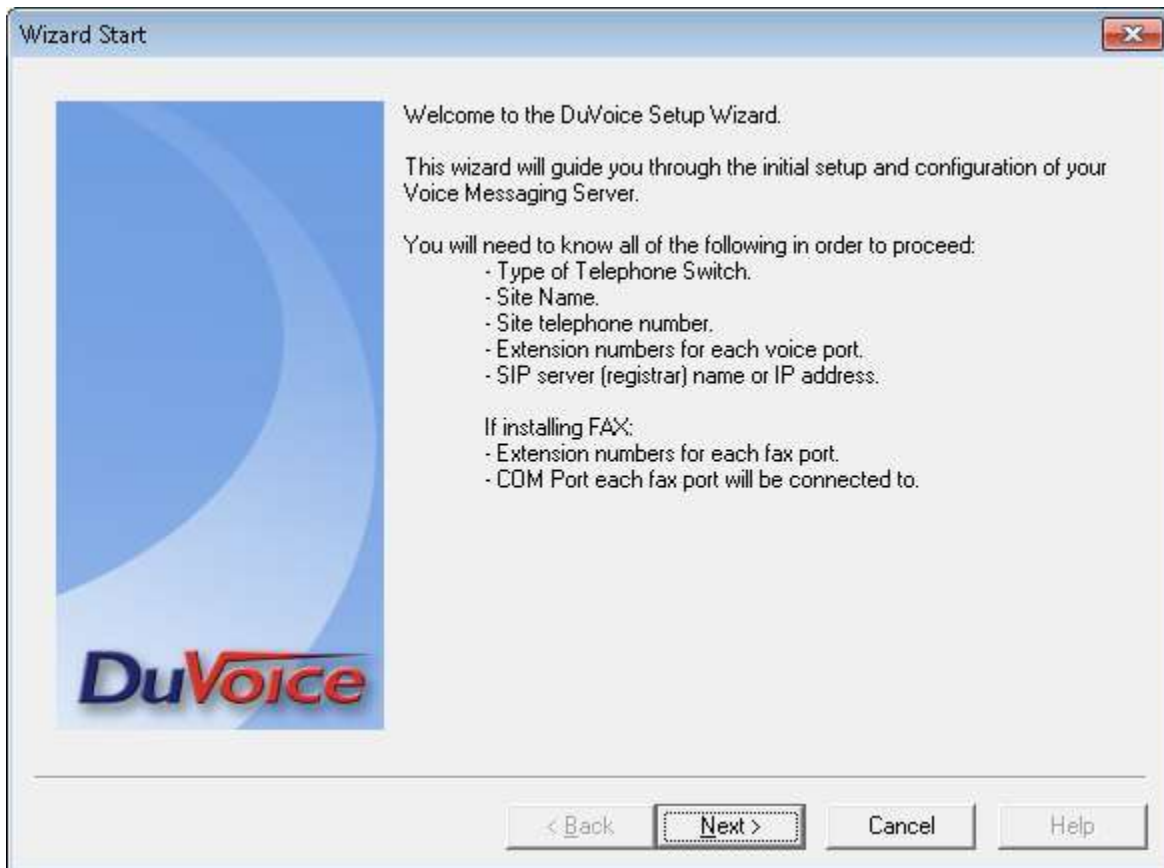 Wizard Start
Welcome to the DuVoice Setup Wizard.
This wizard will guide you through the initial setup and configuration of your
Voice Messaging Server.
You will need to know all of the following in order to proceed:
- Type of Telephone Switch.
- Site Name.
- Site telephone number.
- Extension numbers for each voice port.
- SIP server (registrar) name or IP address.
If installing FAX:
- Extension numbers for each fax port.
- COM Port each fax port will be connected to.
DuVoice
< Back
Next >
Cancel
Help